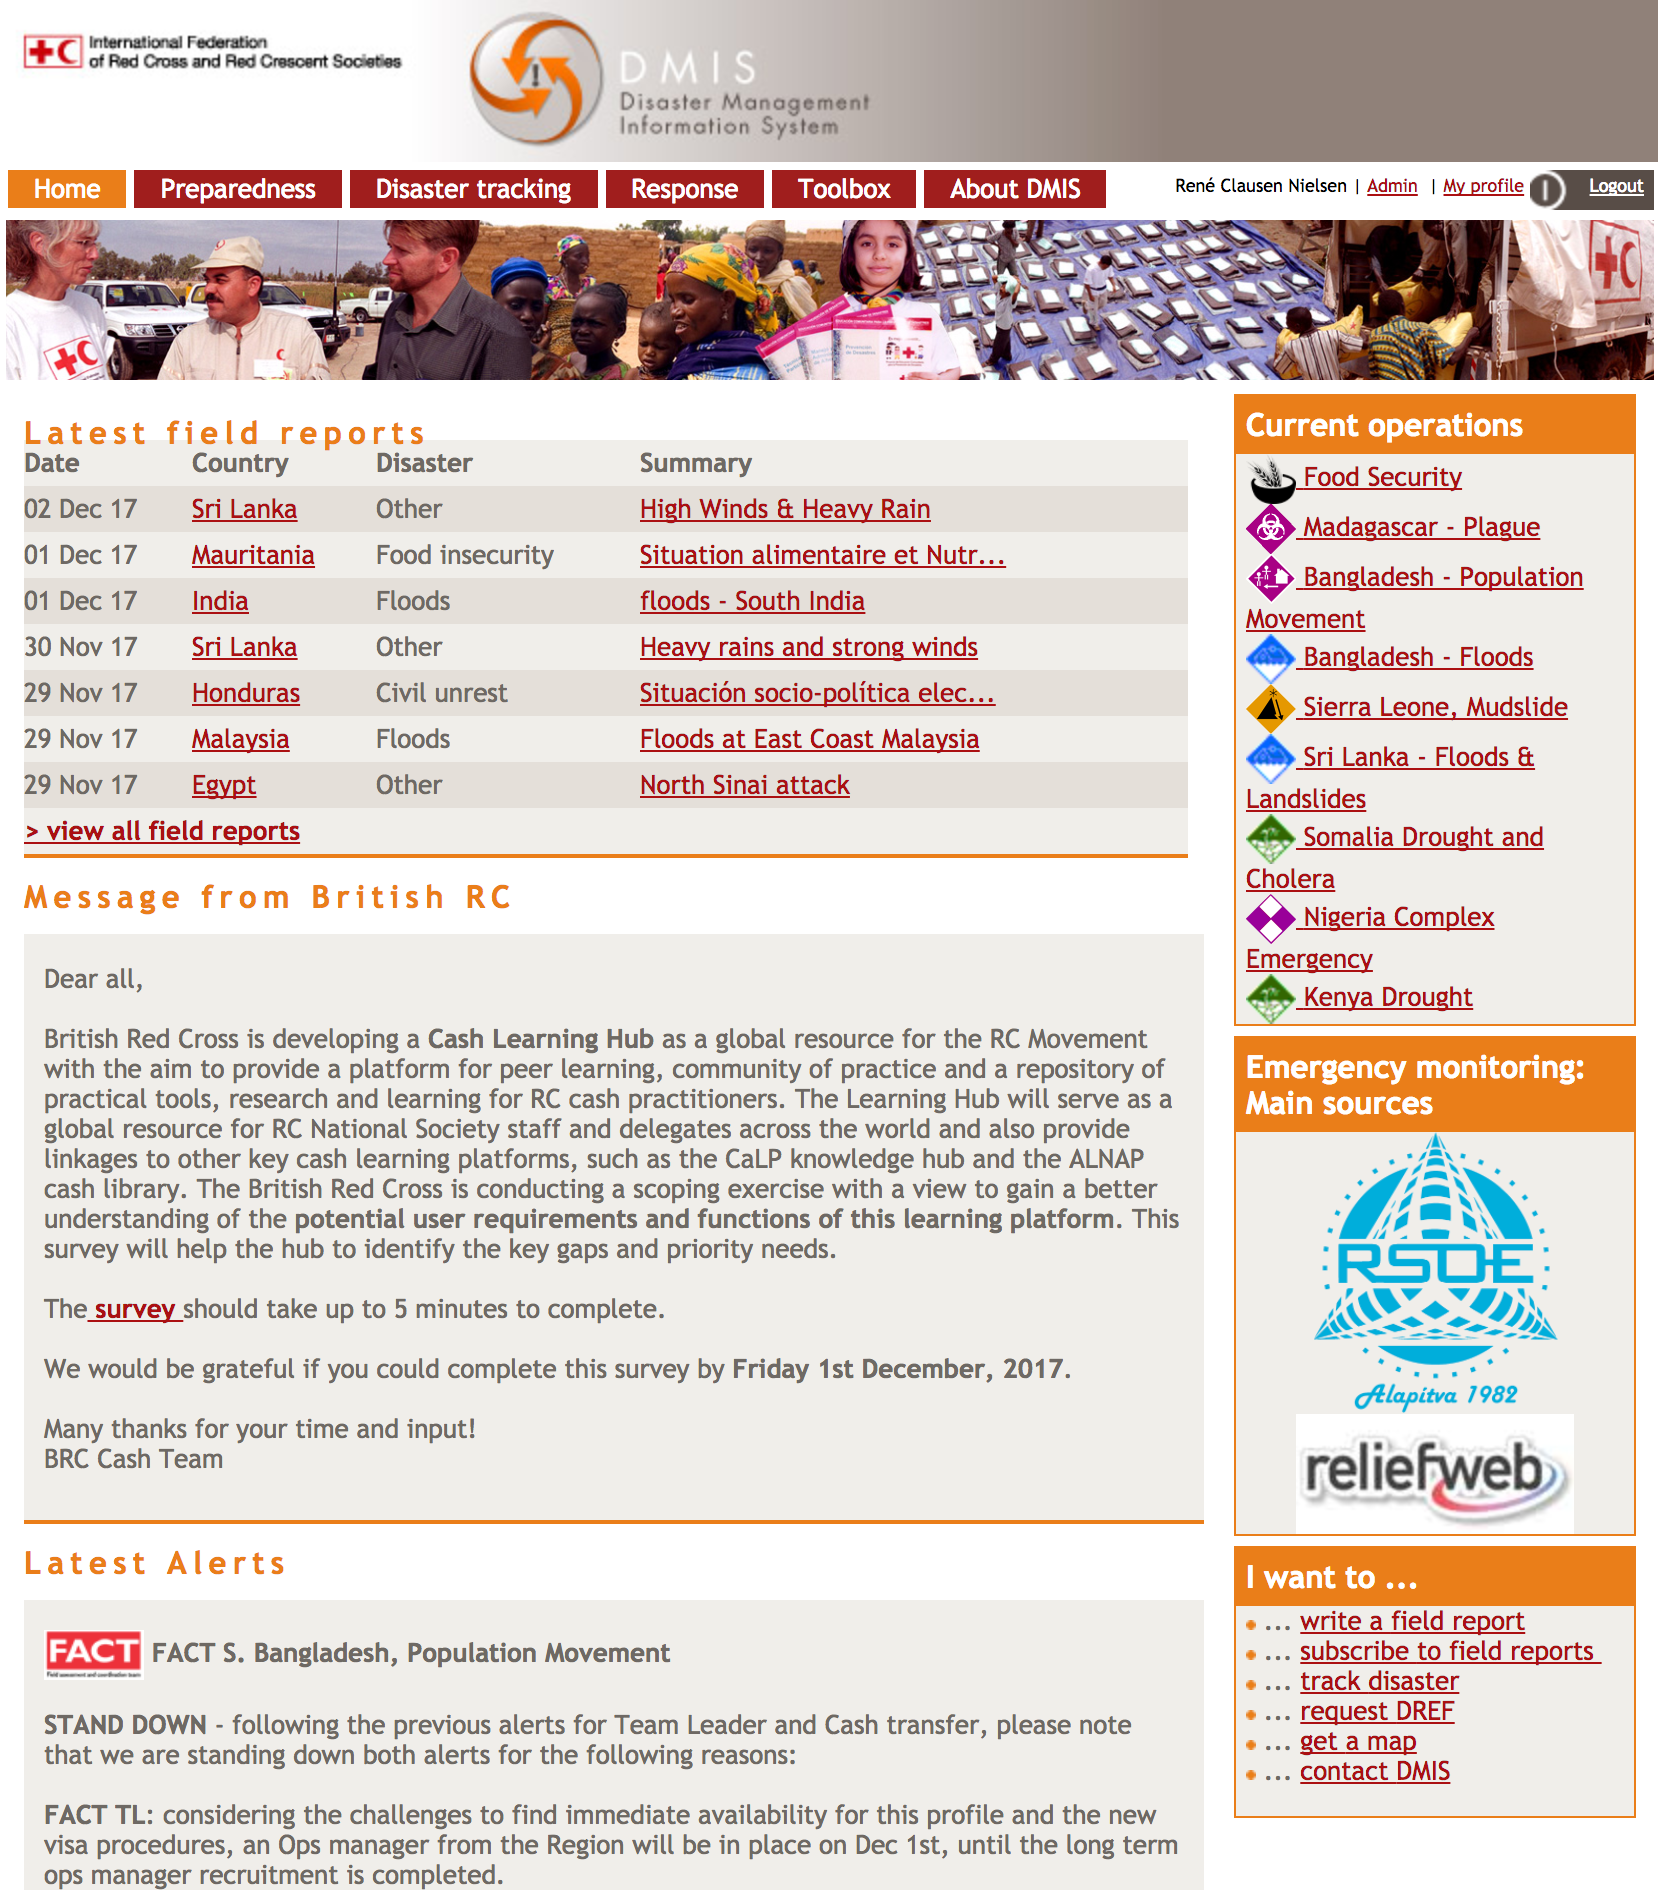 International Federation
of Red Cross and Red Crescent Societies
DMIS
Disaster Management
Information System
Home Preparedness Disaster tracking Response Toolbox About DMIS
René Clausen Nielsen | Admin | My profile Logout
Latest field reports
Date Country Disaster Summary
02 Dec 17 Sri Lanka Other High Winds & Heavy Rain
01 Dec 17 Mauritania Food insecurity Situation alimentaire et Nutr...
01 Dec 17 India Floods floods - South India
30 Nov 17 Sri Lanka Other Heavy rains and strong winds
29 Nov 17 Honduras Civil unrest Situación socio-política elec...
29 Nov 17 Malaysia Floods Floods at East Coast Malaysia
29 Nov 17 Egypt Other North Sinai attack
> view all field reports
Message from British RC
Dear all,
British Red Cross is developing a Cash Learning Hub as a global resource for the RC Movement
with the aim to provide a platform for peer learning, community of practice and a repository of
practical tools, research and learning for RC cash practitioners. The Learning Hub will serve as a
global resource for RC National Society staff and delegates across the world and also provide
linkages to other key cash learning platforms, such as the CaLP knowledge hub and the ALNAP
cash library. The British Red Cross is conducting a scoping exercise with a view to gain a better
understanding of the potential user requirements and functions of this learning platform. This
survey will help the hub to identify the key gaps and priority needs.
The survey should take up to 5 minutes to complete.
We would be grateful if you could complete this survey by Friday 1st December, 2017.
Many thanks for your time and input!
BRC Cash Team
Latest Alerts
FACT
Field assessment and coordination team
FACT S. Bangladesh, Population Movement
STAND DOWN - following the previous alerts for Team Leader and Cash transfer, please note
that we are standing down both alerts for the following reasons:
FACT TL: considering the challenges to find immediate availability for this profile and the new
visa procedures, an Ops manager from the Region will be in place on Dec 1st, until the long term
ops manager recruitment is completed.
Current operations
Food Security
Madagascar - Plague
Bangladesh - Population
Movement
Bangladesh - Floods
Sierra Leone, Mudslide
Sri Lanka - Floods &
Landslides
Somalia Drought and
Cholera
Nigeria Complex
Emergency
Kenya Drought
Emergency monitoring:
Main sources
RSOE
Alapítva 1982
reliefweb
I want to ...
... write a field report
... subscribe to field reports
... track disaster
... request DREF
... get a map
... contact DMIS